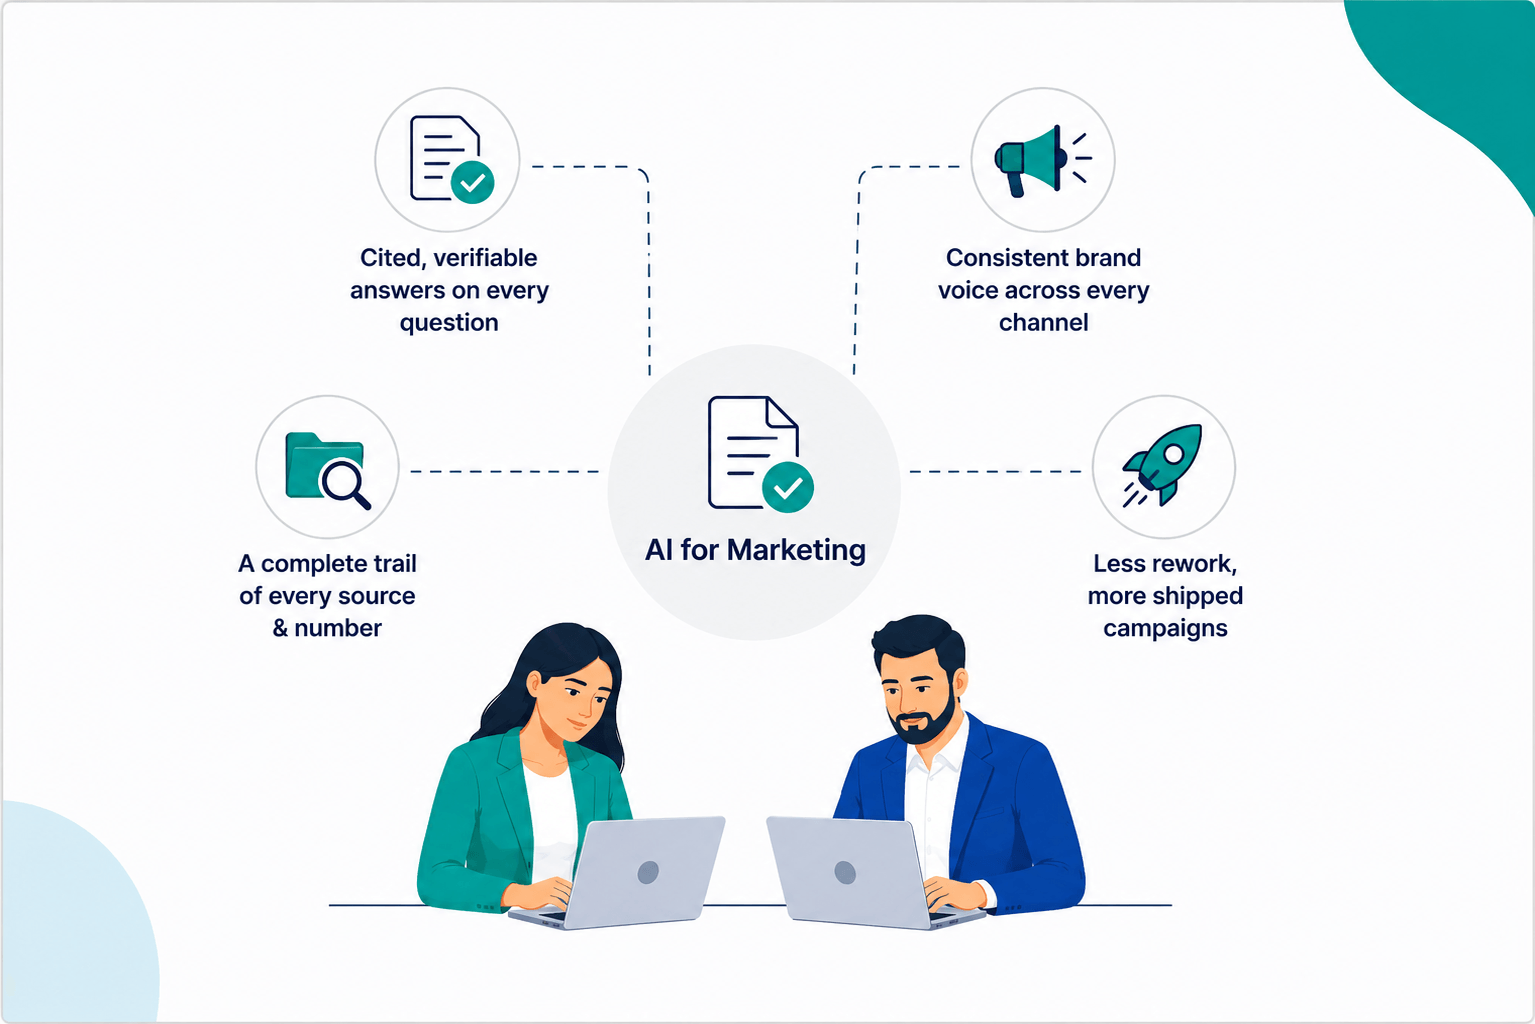 Cited, verifiable
answers on every
question
Consistent brand
voice across every
channel
A complete trail
of every source
& number
AI for Marketing
Less rework,
more shipped
campaigns